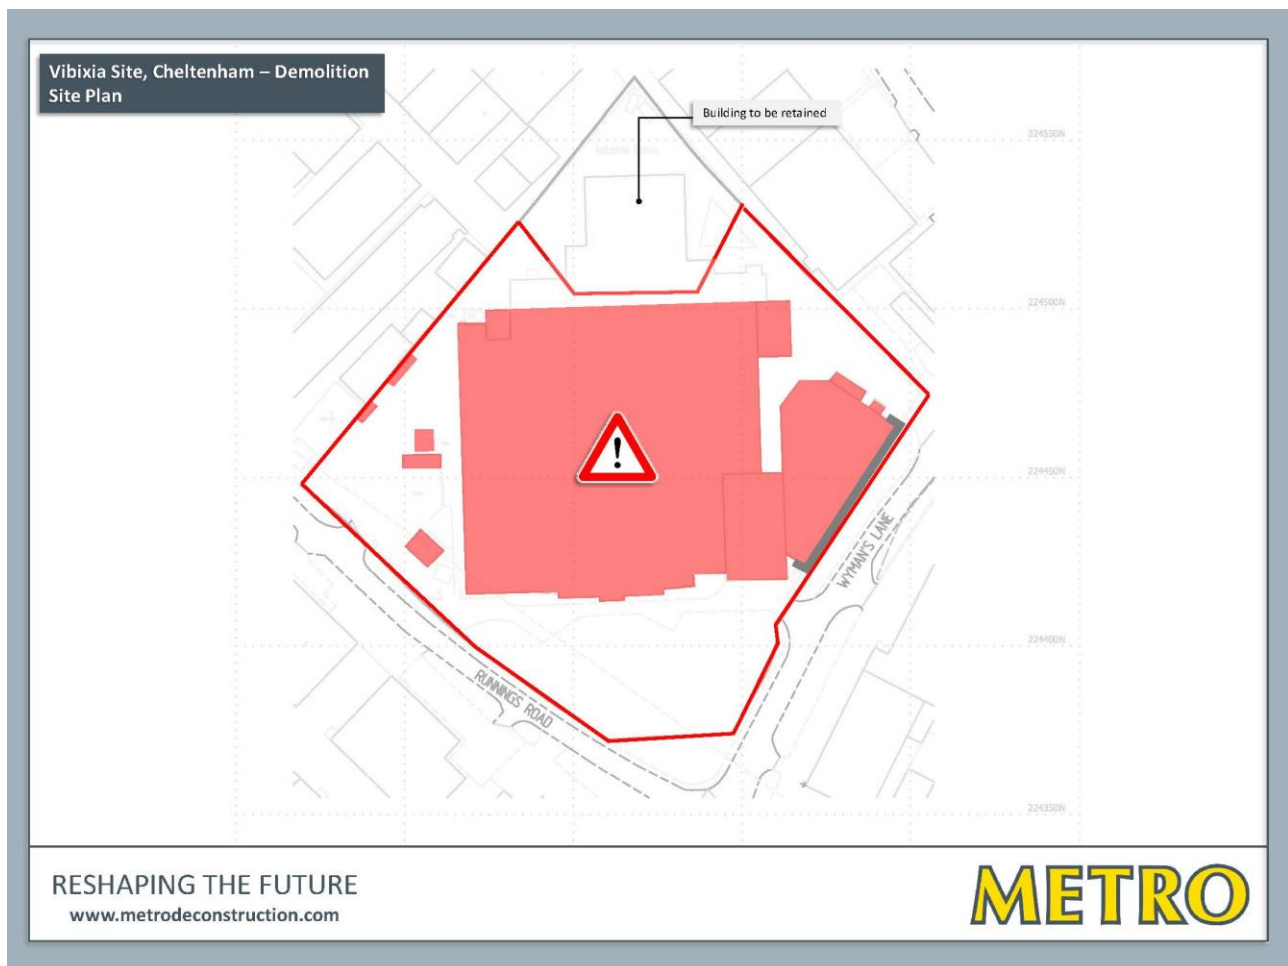 Vibixia Site, Cheltenham – Demolition
Site Plan
Building to be retained
224550N
224500N
224450N
WYMAN'S LANE
224400N
RUNNINGS ROAD
224350N
RESHAPING THE FUTURE
www.metrodeconstruction.com
METRO